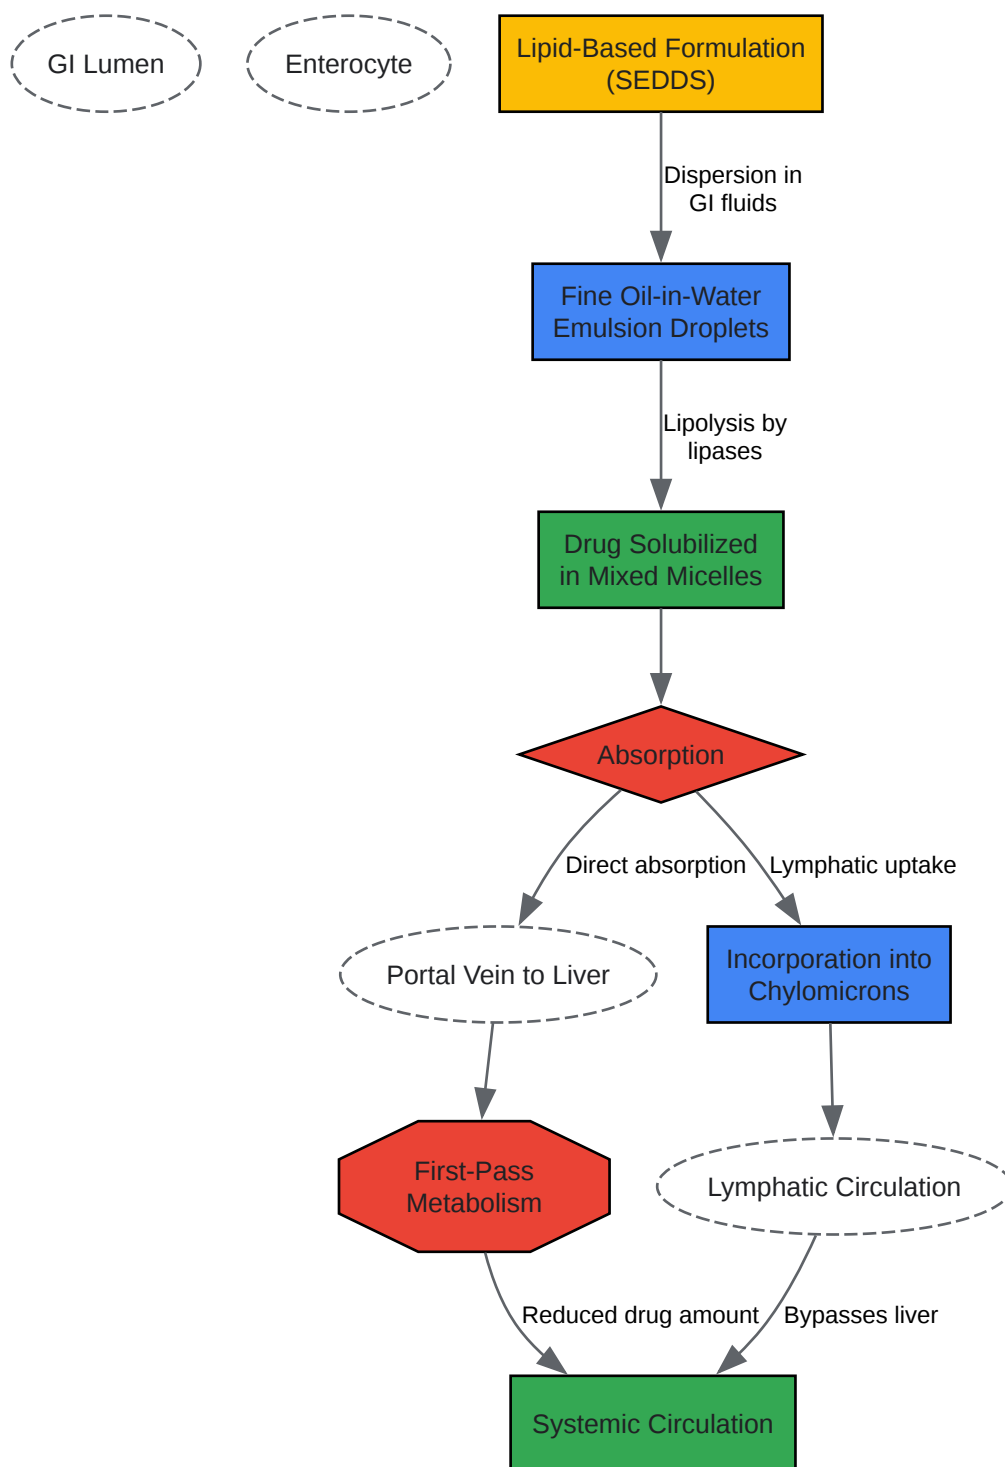 GI Lumen
Enterocyte
Lipid-Based Formulation
(SEDDS)
Dispersion in
GI fluids
Fine Oil-in-Water
Emulsion Droplets
Lipolysis by
lipases
Drug Solubilized
in Mixed Micelles
Absorption
Direct absorption
Lymphatic uptake
Portal Vein to Liver
Incorporation into
Chylomicrons
First-Pass
Metabolism
Lymphatic Circulation
Reduced drug amount
Bypasses liver
Systemic Circulation